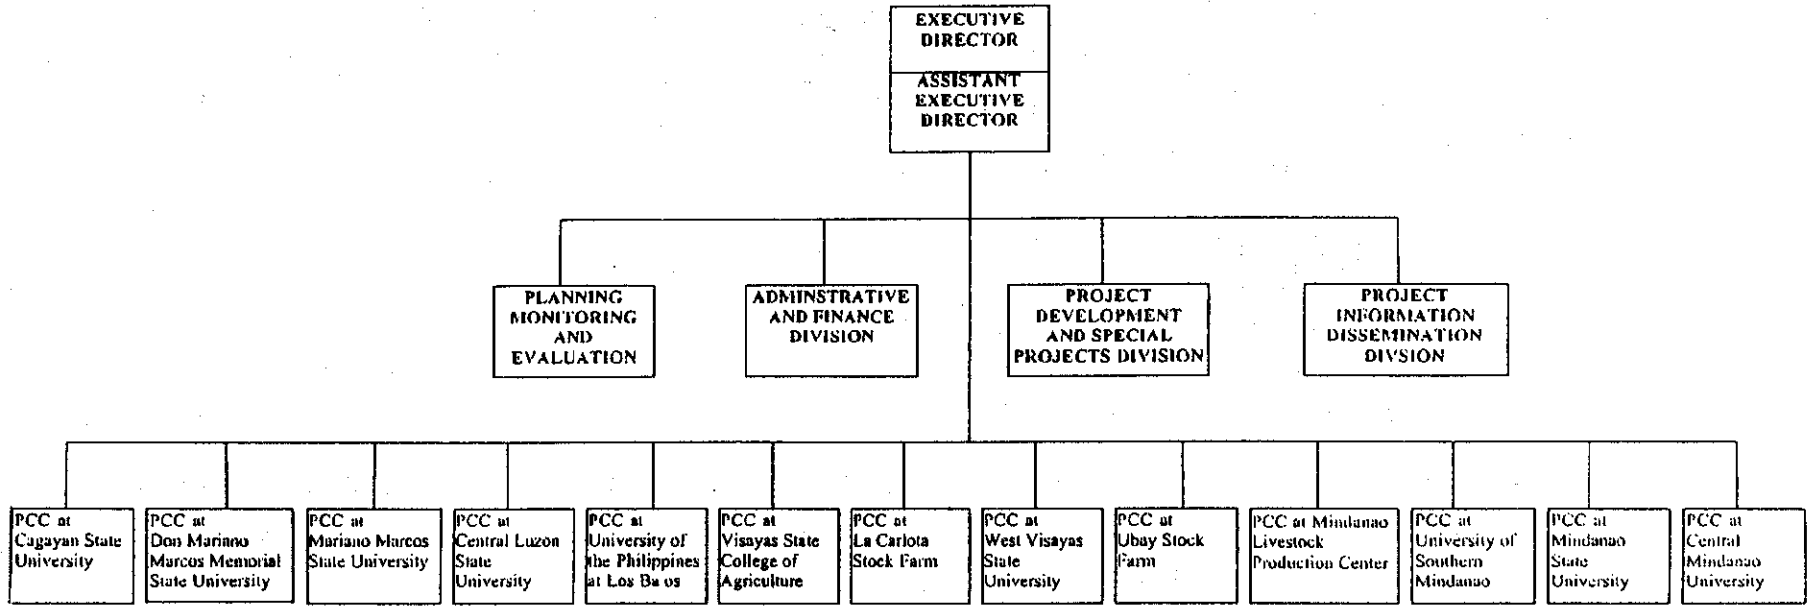 EXECUTIVE
DIRECTOR
ASSISTANT
EXECUTIVE
DIRECTOR
PLANNING
MONITORING
AND
EVALUATION
ADMINSTRATIVE
AND FINANCE
DIVISION
PROJECT
DEVELOPMENT
AND SPECIAL
PROJECTS DIVISION
PROJECT
INFORMATION
DISSEMINATION
DIVSION
PCC at
Cagayan State
University
PCC at
Don Mariano
Marcos Memorial
State University
PCC at
Mariano Marcos
State University
PCC at
Central Luzon
State
University
PCC at
University of
the Philippines
at Los Ba os
PCC at
Visayas State
College of
Agriculture
PCC at
La Carlota
Stock Farm
PCC at
West Visayas
State
University
PCC at
Ubay Stock
Farm
PCC at Mindanao
Livestock
Production Center
PCC at
University of
Southern
Mindanao
PCC at
Mindanao
State
University
PCC at
Central
Mindanao
University